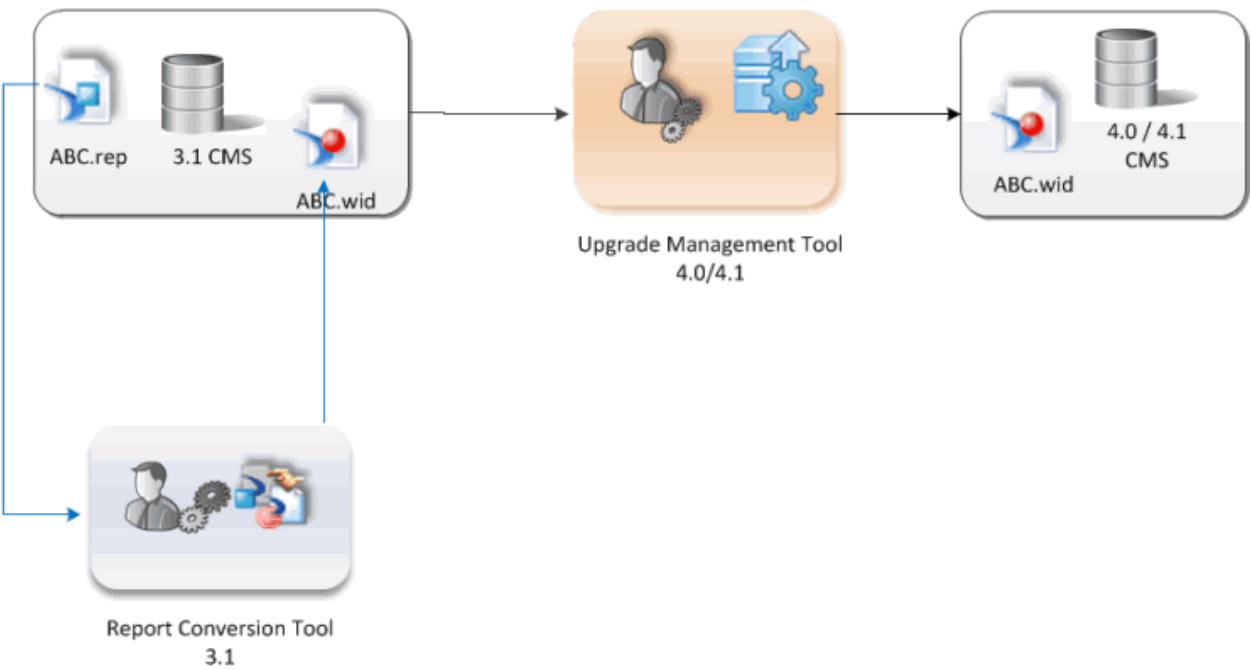 ABC.rep
3.1 CMS
ABC.wid
Upgrade Management Tool
4.0/4.1
4.0 / 4.1
CMS
ABC.wid
Report Conversion Tool
3.1